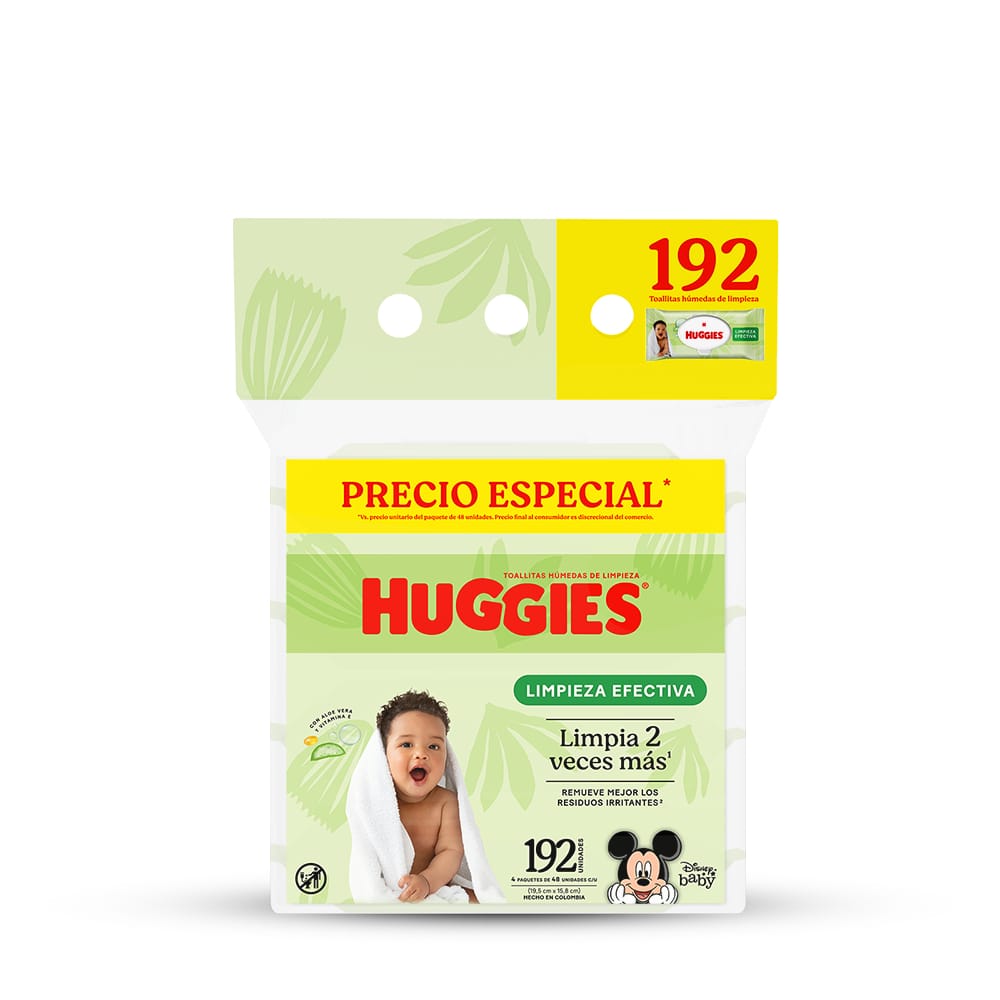 192
Toallitas húmedas de limpieza
HUGGIES
LIMPIEZA
EFECTIVA
PRECIO ESPECIAL*
*Vs. precio unitario del paquete de 48 unidades. Precio final al consumidor es discrecional del comercio.
TOALLITAS HÚMEDAS DE LIMPIEZA
HUGGIES®
LIMPIEZA EFECTIVA
CON ALOE VERA
Y VITAMINA E
Limpia 2
veces más¹
REMUEVE MEJOR LOS
RESIDUOS IRRITANTES²
192 UNIDADES
4 PAQUETES DE 48 UNIDADES C/U
(19,5 cm x 15,8 cm)
HECHO EN COLOMBIA
Disney
baby